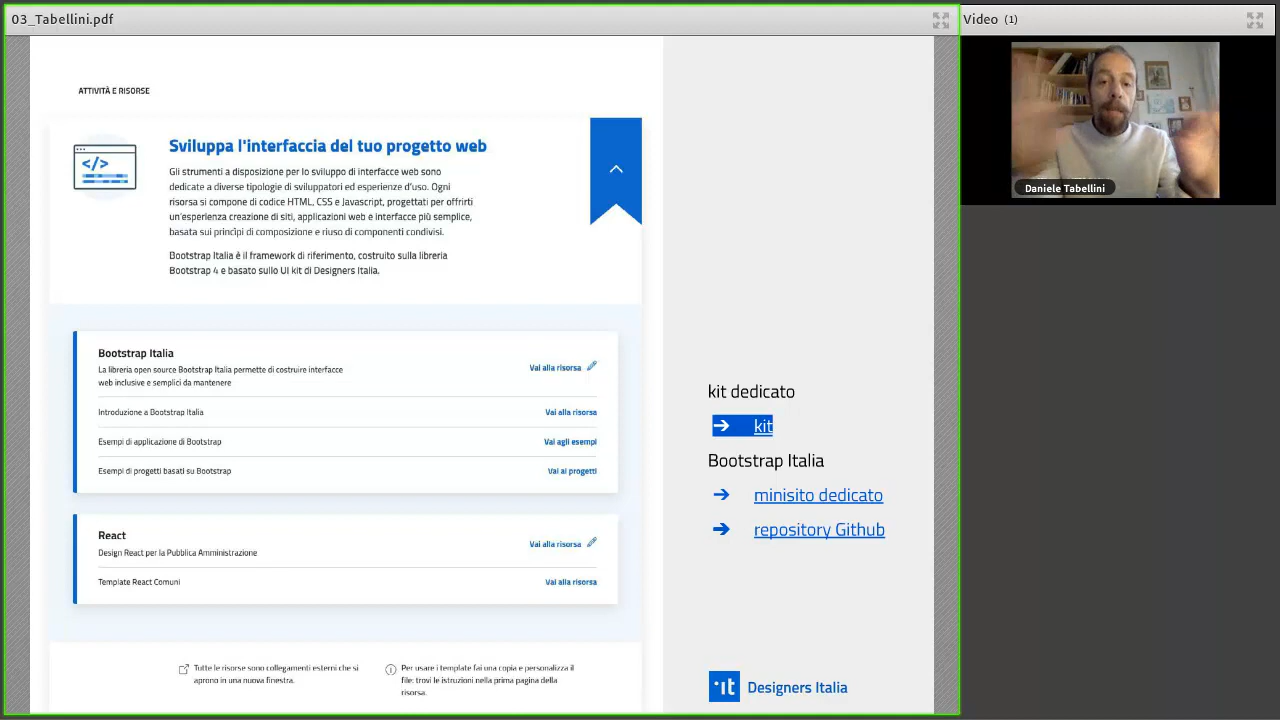 03_Tabellini.pdf
Video (1)
ATTIVITÀ E RISORSE
</>
Sviluppa l'interfaccia del tuo progetto web
Gli strumenti a disposizione per lo sviluppo di interfacce web sono
dedicate a diverse tipologie di sviluppatori ed esperienze d'uso. Ogni
risorsa si compone di codice HTML, CSS e Javascript, progettati per offrirti
un'esperienza creazione di siti, applicazioni web e interfacce più semplice,
basata sui princìpi di composizione e riuso di componenti condivisi.
Bootstrap Italia è il framework di riferimento, costruito sulla libreria
Bootstrap 4 e basato sullo UI kit di Designers Italia.
Bootstrap Italia
La libreria open source Bootstrap Italia permette di costruire interfacce
web inclusive e semplici da mantenere
Vai alla risorsa
Introduzione a Bootstrap Italia Vai alla risorsa
Esempi di applicazione di Bootstrap Vai agli esempi
Esempi di progetti basati su Bootstrap Vai ai progetti
React
Design React per la Pubblica Amministrazione
Vai alla risorsa
Template React Comuni Vai alla risorsa
Tutte le risorse sono collegamenti esterni che si
aprono in una nuova finestra.
Per usare i template fai una copia e personalizza il
file: trovi le istruzioni nella prima pagina della
risorsa.
kit dedicato
→ kit
Bootstrap Italia
→ minisito dedicato
→ repository Github
it Designers Italia
Daniele Tabellini